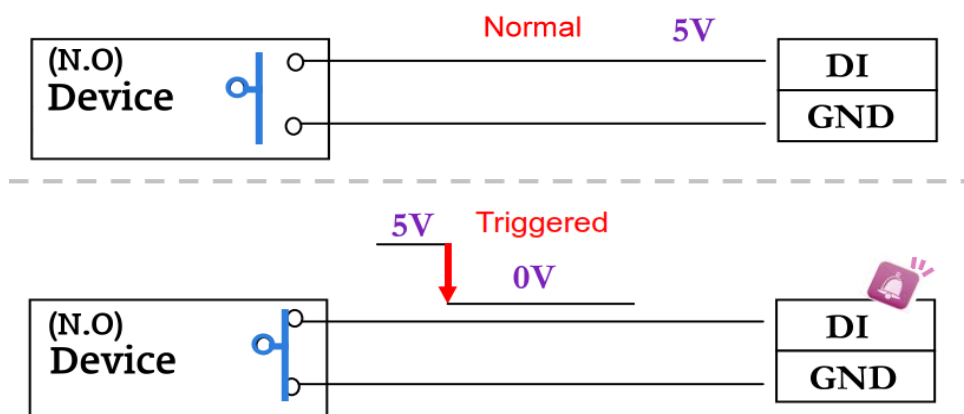 Normal
5V
(N.O)
Device
DI
GND
5V
Triggered
0V
(N.O)
Device
DI
GND